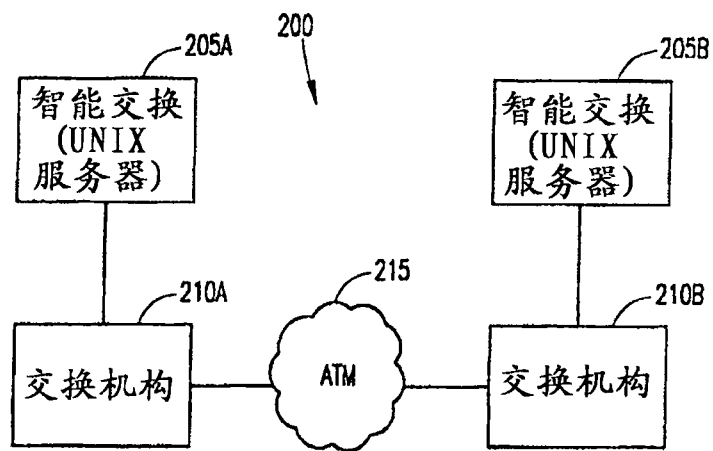 205A
200
205B
智能交换
(UNIX
服务器)
智能交换
(UNIX
服务器)
210A
215
210B
交换机构
ATM
交换机构